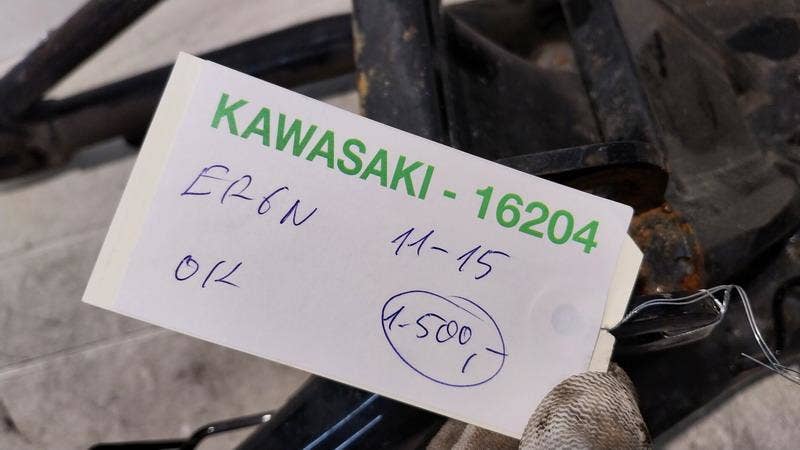 KAWASAKI - 16204
ER6N 11-15
OK 1-500,-